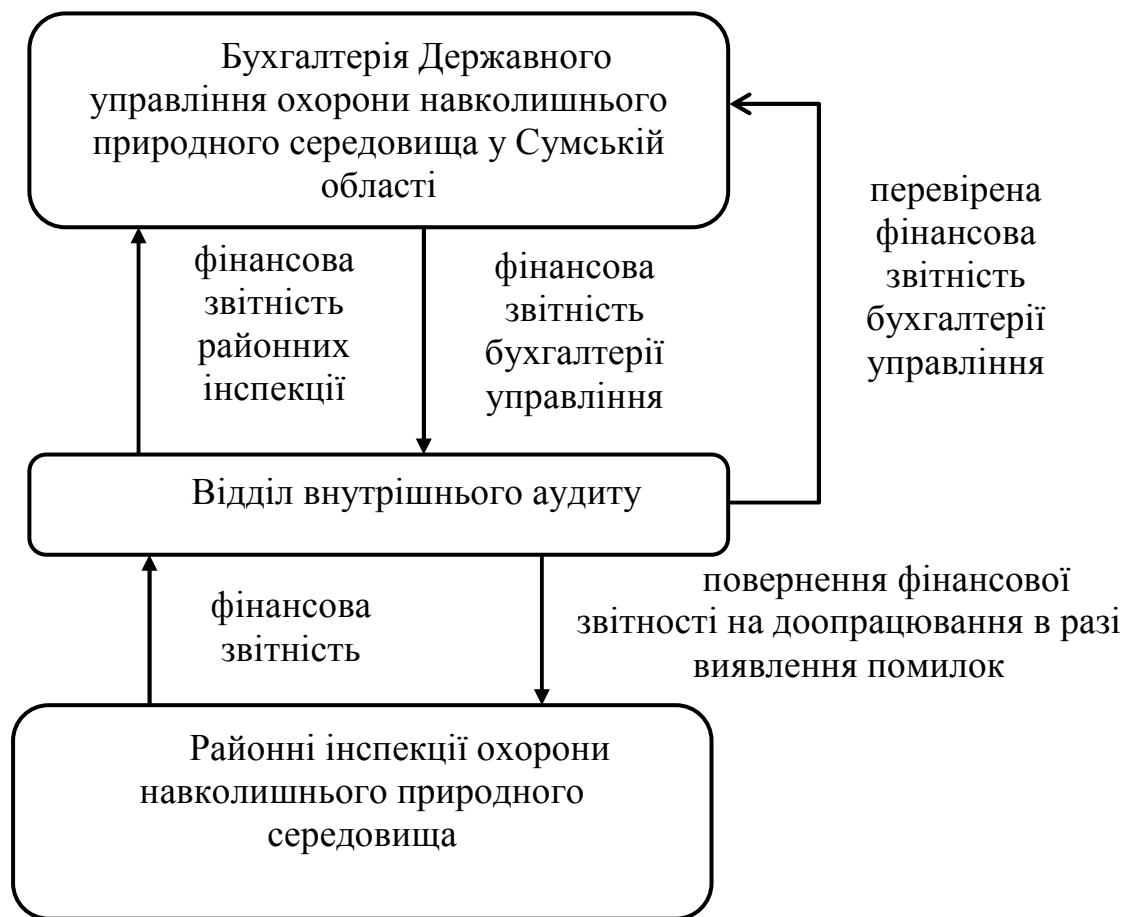 Бухгалтерія Державного
управління охорони навколишнього
природного середовища у Сумській
області
фінансова
звітність
районних
інспекції
фінансова
звітність
бухгалтерії
управління
перевірена
фінансова
звітність
бухгалтерії
управління
Відділ внутрішнього аудиту
фінансова
звітність
повернення фінансової
звітності на доопрацювання в разі
виявлення помилок
Районні інспекції охорони
навколишнього природного
середовища